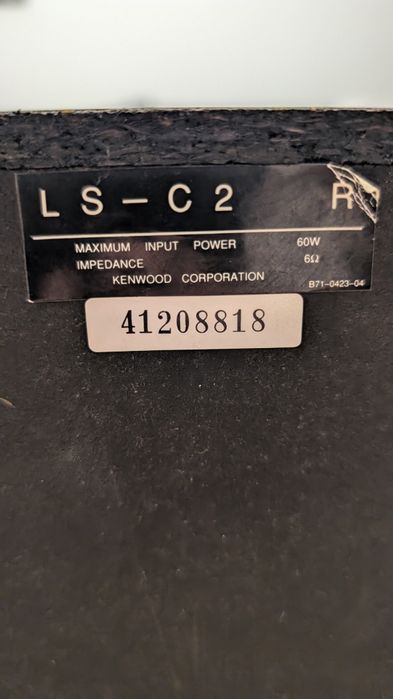 LS-C2 R
MAXIMUM INPUT POWER 60W
IMPEDANCE 6Ω
KENWOOD CORPORATION B71-0423-04
41208818